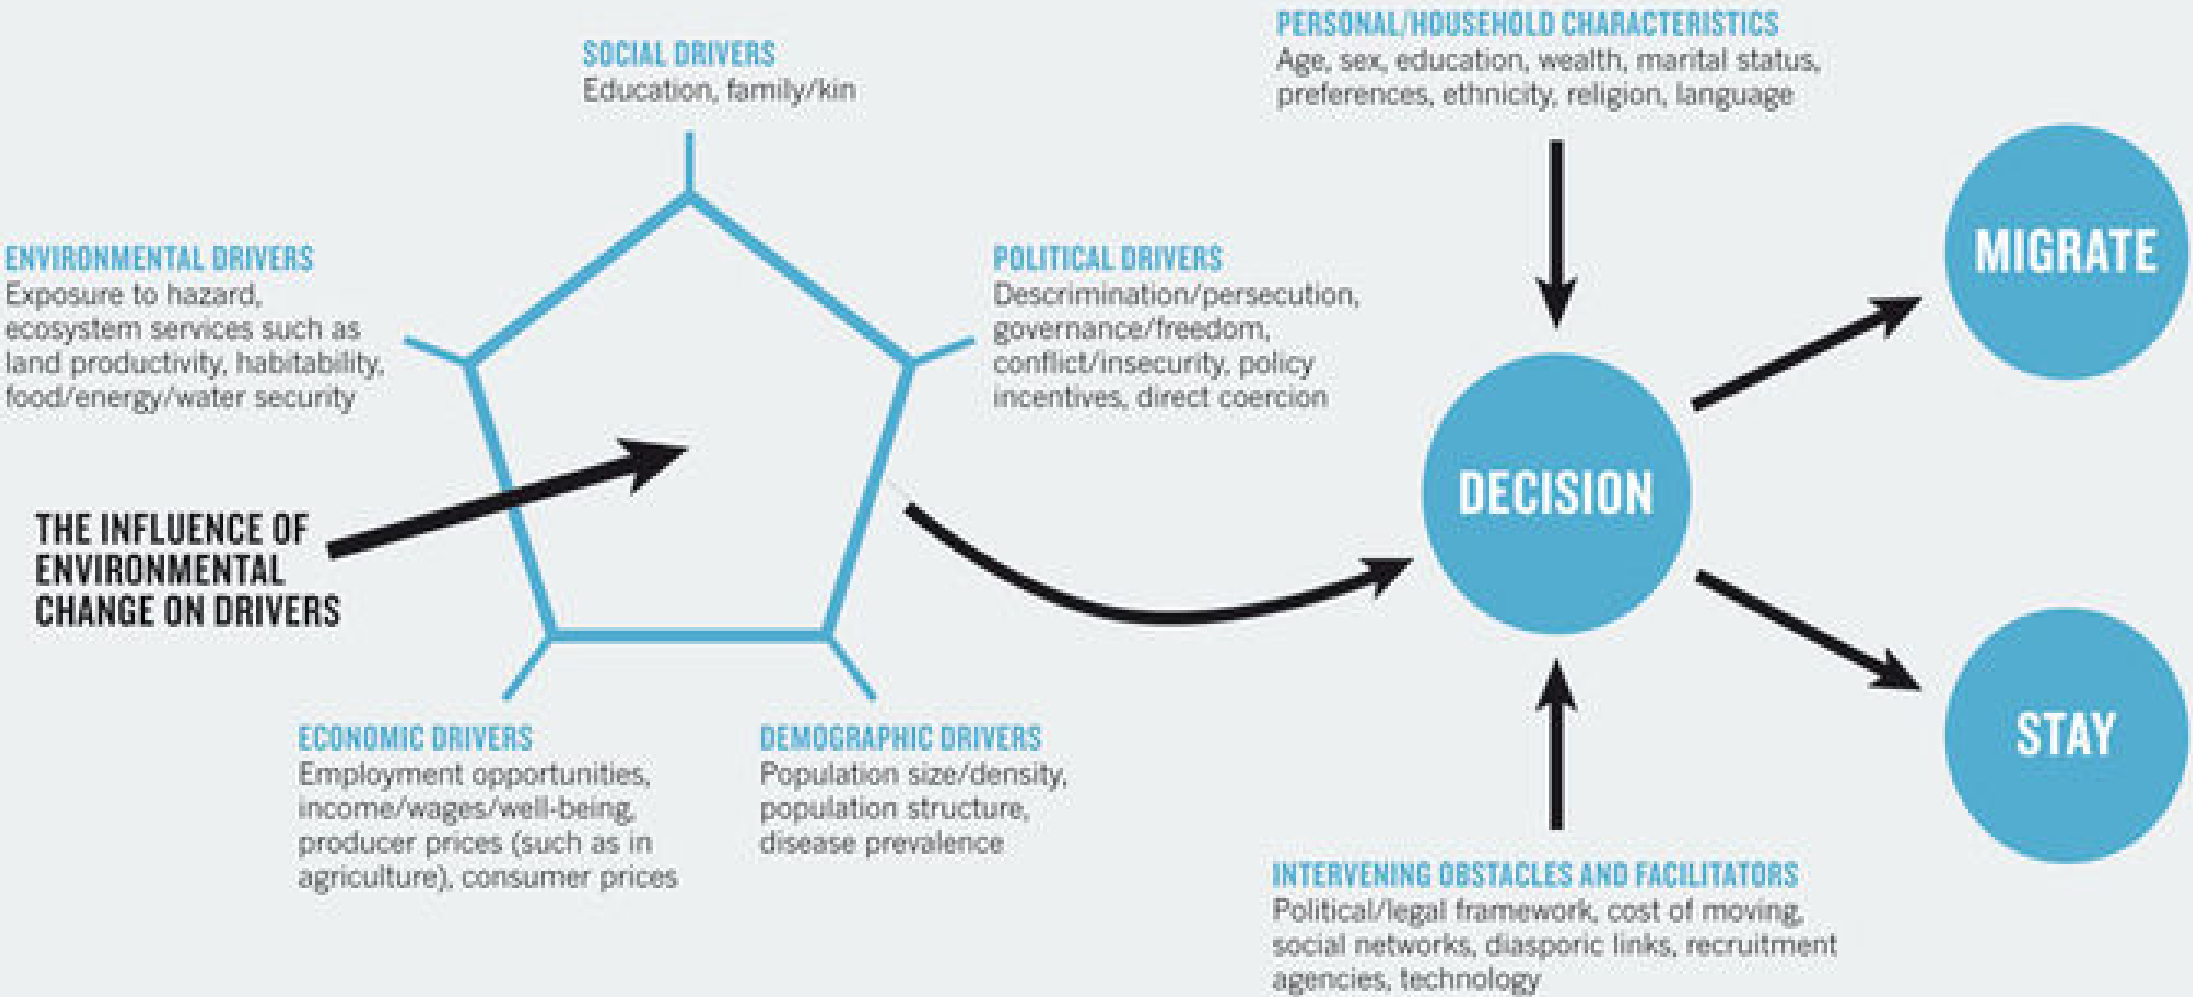 SOCIAL DRIVERS
Education, family/kin
ENVIRONMENTAL DRIVERS
Exposure to hazard,
ecosystem services such as
land productivity, habitability,
food/energy/water security
THE INFLUENCE OF
ENVIRONMENTAL
CHANGE ON DRIVERS
POLITICAL DRIVERS
Descrimination/persecution,
governance/freedom,
conflict/insecurity, policy
incentives, direct coercion
ECONOMIC DRIVERS
Employment opportunities,
income/wages/well-being,
producer prices (such as in
agriculture), consumer prices
DEMOGRAPHIC DRIVERS
Population size/density,
population structure,
disease prevalence
PERSONAL/HOUSEHOLD CHARACTERISTICS
Age, sex, education, wealth, marital status,
preferences, ethnicity, religion, language
DECISION
INTERVENING OBSTACLES AND FACILITATORS
Political/legal framework, cost of moving,
social networks, diasporic links, recruitment
agencies, technology
MIGRATE
STAY